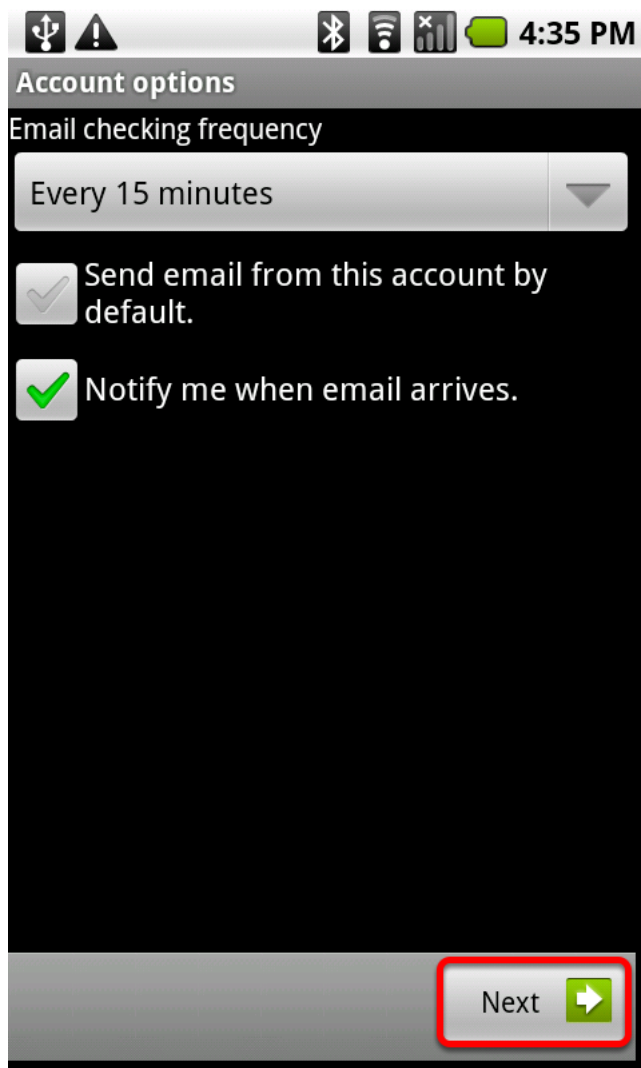 4:35 PM
Account options
Email checking frequency
Every 15 minutes
Send email from this account by
default.
Notify me when email arrives.
Next